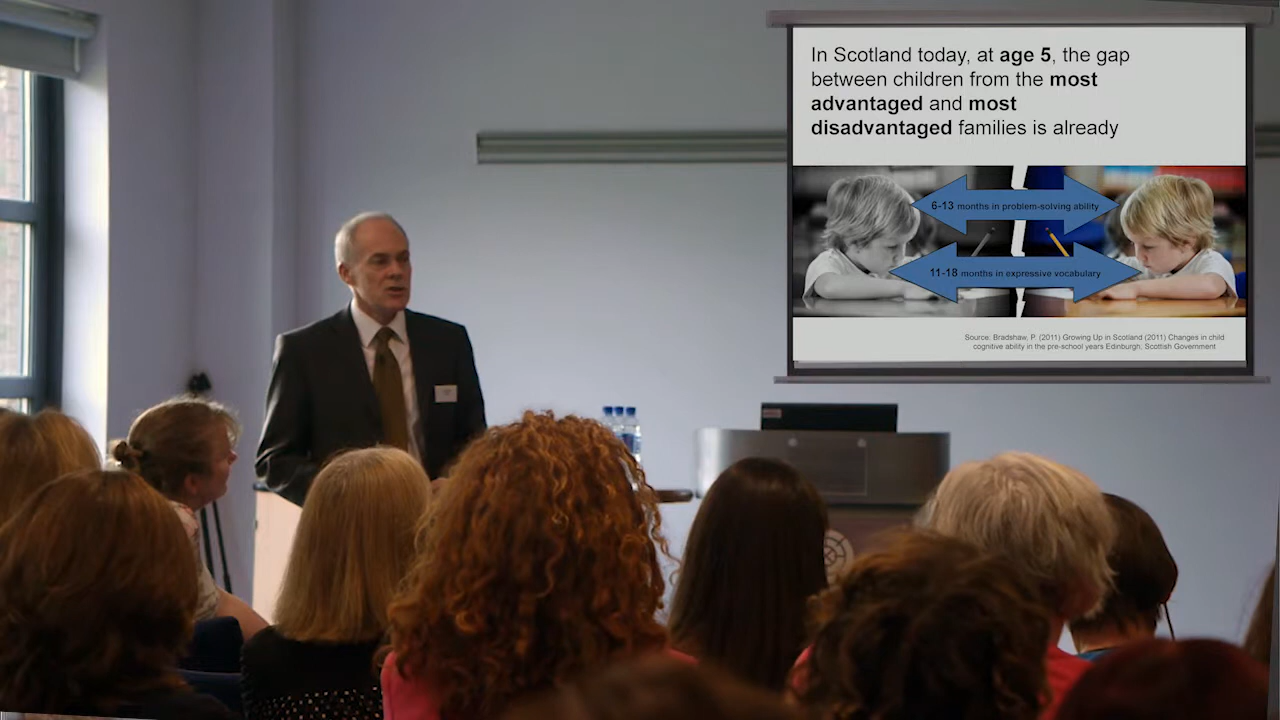 In Scotland today, at age 5, the gap
between children from the most
advantaged and most
disadvantaged families is already
6-13 months in problem-solving ability
11-18 months in expressive vocabulary
Source: Bradshaw, P. (2011) Growing Up in Scotland (2011) Changes in child
cognitive ability in the pre-school years Edinburgh, Scottish Government